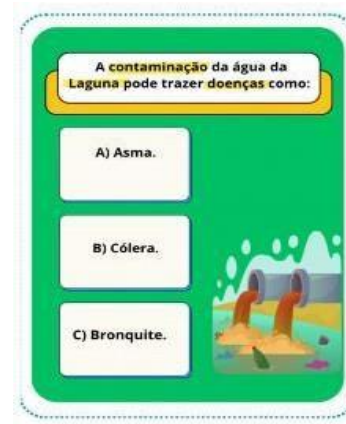 A contaminação da água da
Laguna pode trazer doenças como:
A) Asma.
B) Cólera.
C) Bronquite.